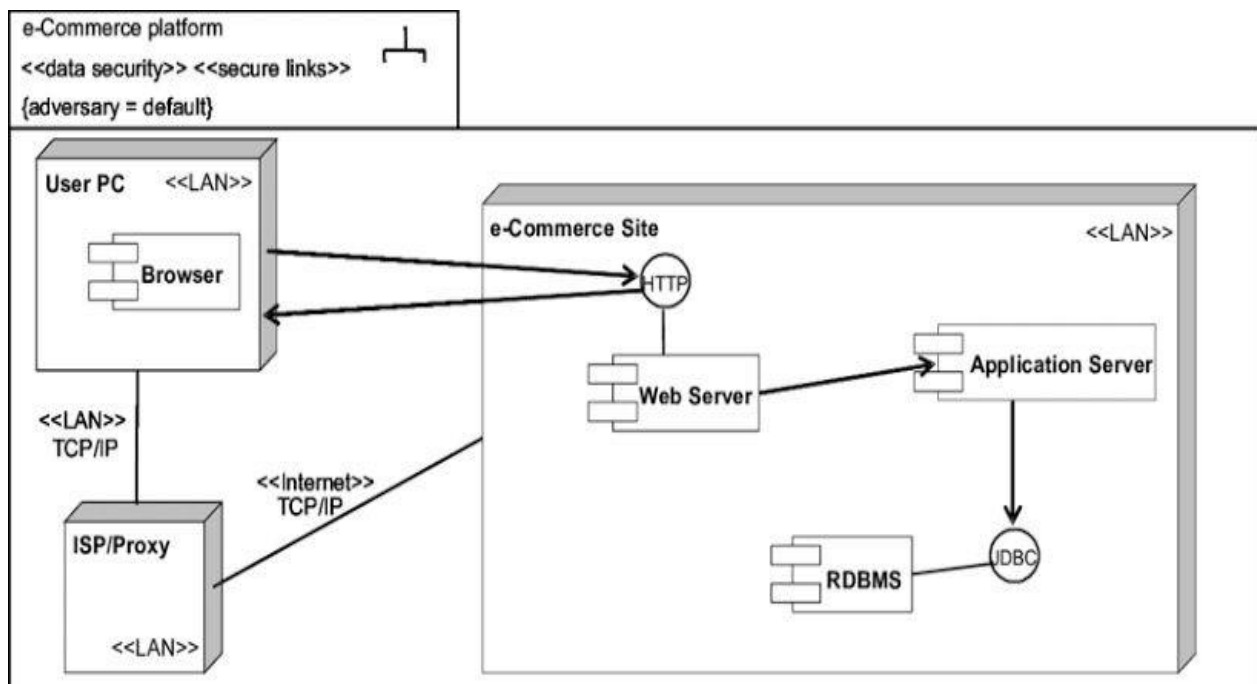 e-Commerce platform
<<data security>> <<secure links>>
{adversary = default}
User PC
<<LAN>>
Browser
e-Commerce Site
<<LAN>>
HTTP
Web Server
Application Server
<<LAN>>
TCP/IP
<<Internet>>
TCP/IP
ISP/Proxy
<<LAN>>
RDBMS
JDBC